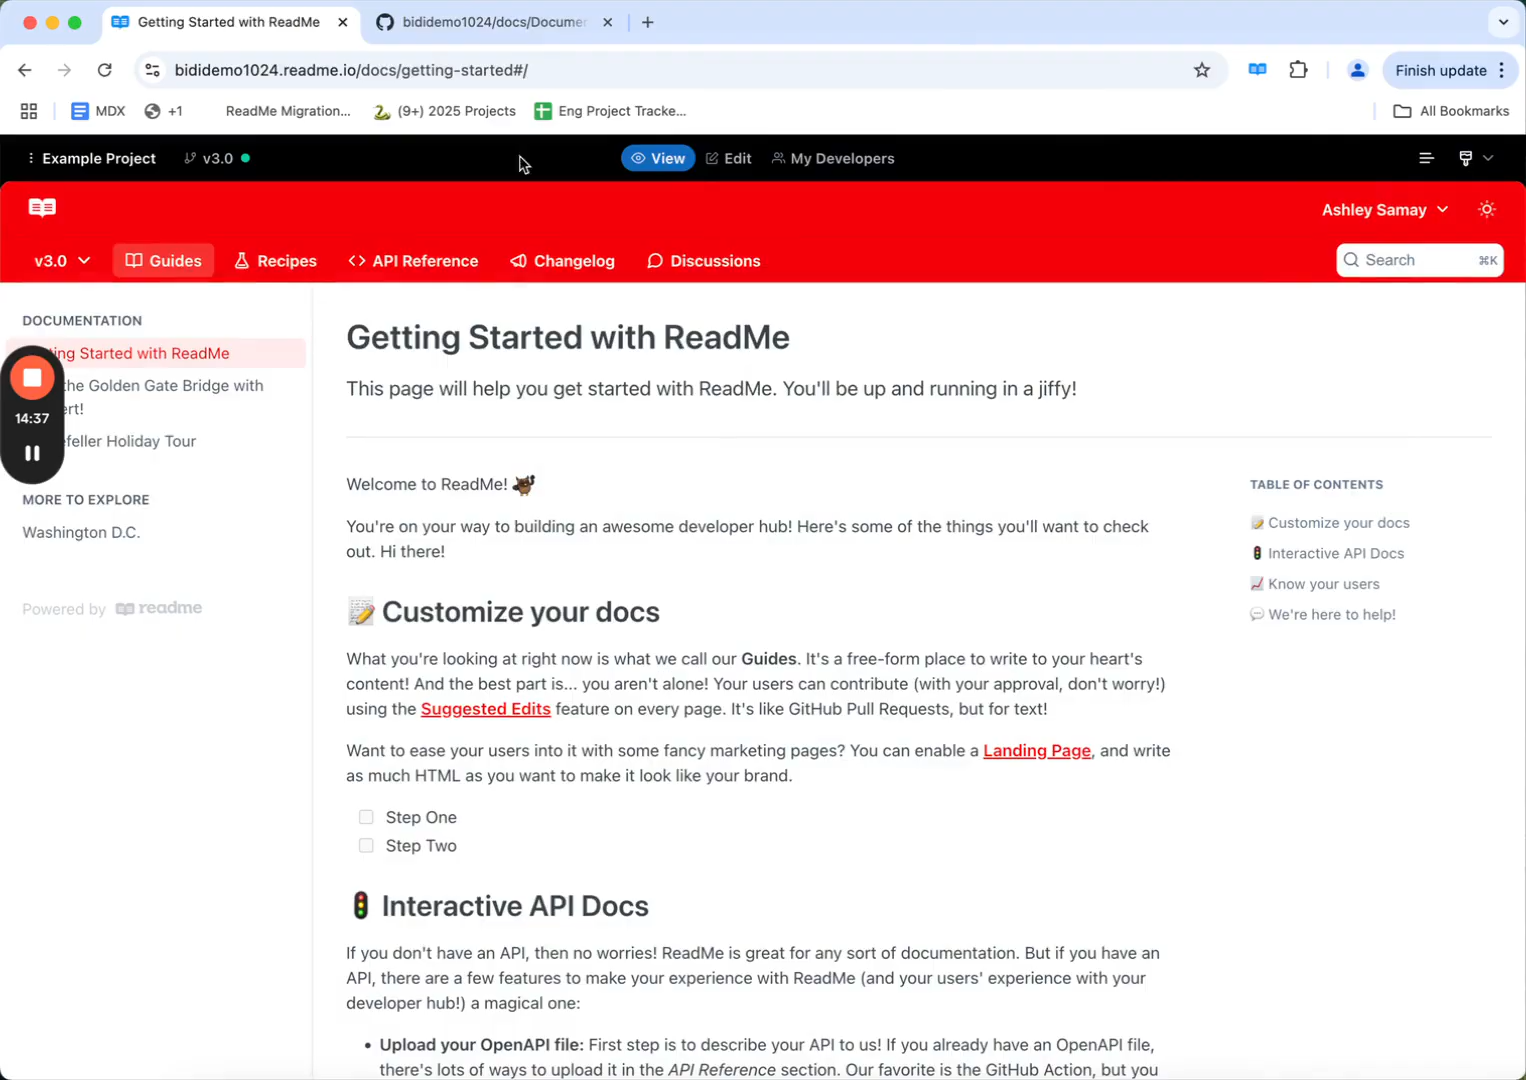 Getting Started with ReadMe
bididemo1024/docs/Documen
bididemo1024.readme.io/docs/getting-started#/
Finish update
MDX
+1
ReadMe Migration...
(9+) 2025 Projects
Eng Project Tracke...
All Bookmarks
Example Project
v3.0
View
Edit
My Developers
Ashley Samay
v3.0
Guides
Recipes
API Reference
Changelog
Discussions
Search
⌘K
DOCUMENTATION
ing Started with ReadMe
the Golden Gate Bridge with
ert!
efeller Holiday Tour
MORE TO EXPLORE
Washington D.C.
Powered by readme
14:37
Getting Started with ReadMe
This page will help you get started with ReadMe. You'll be up and running in a jiffy!
Welcome to ReadMe!
You're on your way to building an awesome developer hub! Here's some of the things you'll want to check
out. Hi there!
📝 Customize your docs
What you're looking at right now is what we call our Guides. It's a free-form place to write to your heart's
content! And the best part is... you aren't alone! Your users can contribute (with your approval, don't worry!)
using the Suggested Edits feature on every page. It's like GitHub Pull Requests, but for text!
Want to ease your users into it with some fancy marketing pages? You can enable a Landing Page, and write
as much HTML as you want to make it look like your brand.
Step One
Step Two
🚦 Interactive API Docs
If you don't have an API, then no worries! ReadMe is great for any sort of documentation. But if you have an
API, there are a few features to make your experience with ReadMe (and your users' experience with your
developer hub!) a magical one:
• Upload your OpenAPI file: First step is to describe your API to us! If you already have an OpenAPI file,
there's lots of ways to upload it in the API Reference section. Our favorite is the GitHub Action, but you
TABLE OF CONTENTS
📝 Customize your docs
🚦 Interactive API Docs
📈 Know your users
💬 We're here to help!